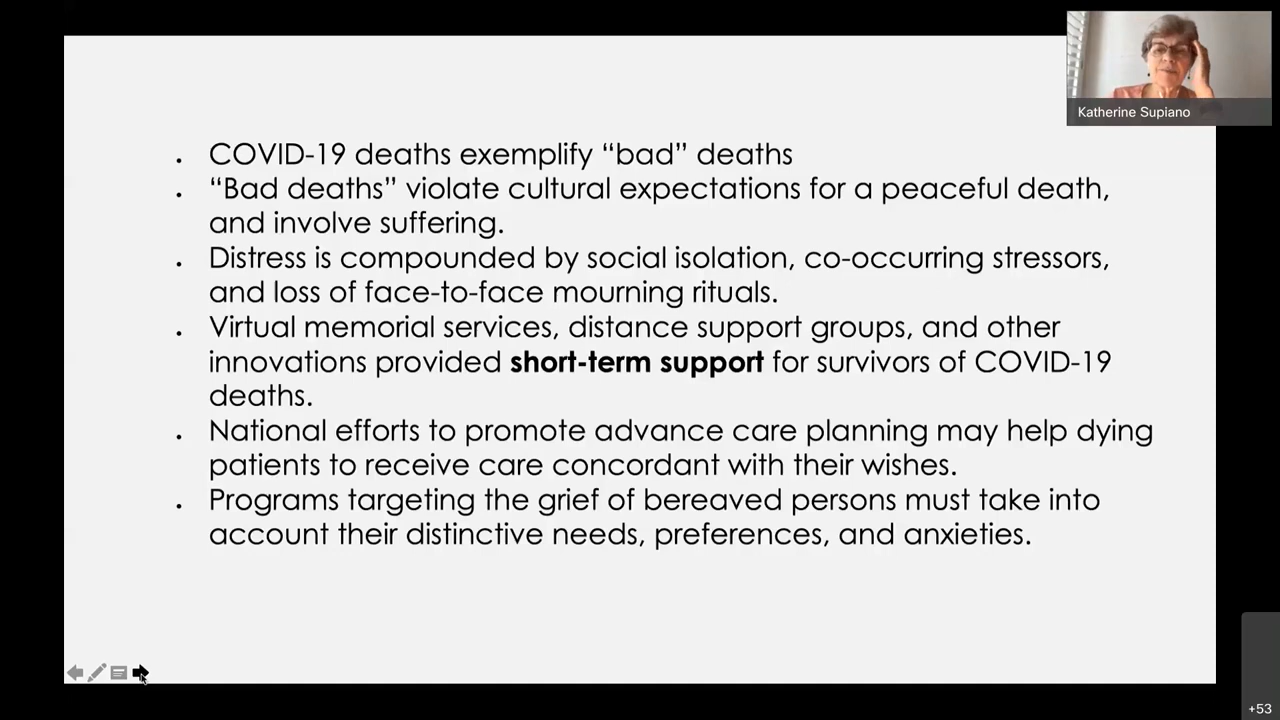 Katherine Supiano
• COVID-19 deaths exemplify “bad” deaths
• “Bad deaths” violate cultural expectations for a peaceful death,
and involve suffering.
• Distress is compounded by social isolation, co-occurring stressors,
and loss of face-to-face mourning rituals.
• Virtual memorial services, distance support groups, and other
innovations provided short-term support for survivors of COVID-19
deaths.
• National efforts to promote advance care planning may help dying
patients to receive care concordant with their wishes.
• Programs targeting the grief of bereaved persons must take into
account their distinctive needs, preferences, and anxieties.
+53